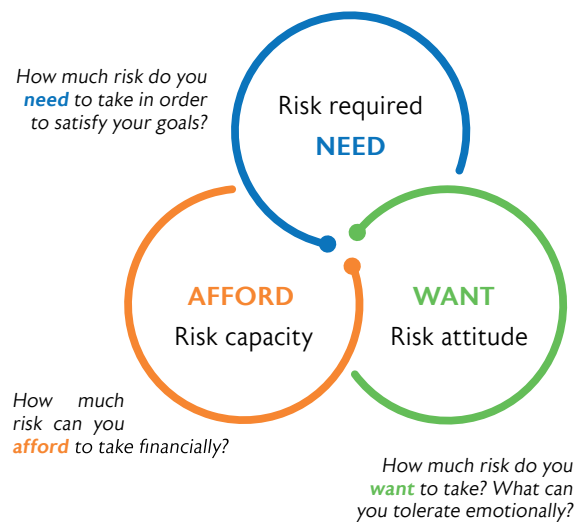 How much risk do you
need to take in order
to satisfy your goals?
Risk required
NEED
AFFORD
Risk capacity
WANT
Risk attitude
How much
risk can you
afford to take financially?
How much risk do you
want to take? What can
you tolerate emotionally?